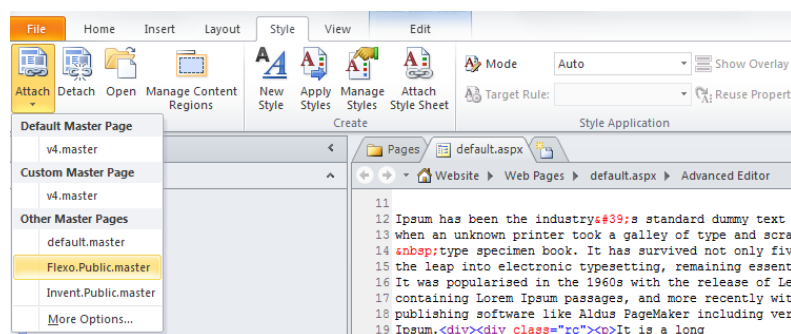 File Home Insert Layout Style View Edit
Attach Detach Open Manage Content Regions
New Style Apply Styles Manage Styles Attach Style Sheet
Mode Auto Show Overlay
Target Rule: Reuse Propert
Create Style Application
Default Master Page
v4.master
Custom Master Page
v4.master
Other Master Pages
default.master
Flexo.Public.master
Invent.Public.master
More Options...
Pages default.aspx
Website Web Pages default.aspx Advanced Editor
11
12 Ipsum has been the industry&#39;s standard dummy text
13 when an unknown printer took a galley of type and scra
14 &nbsp;type specimen book. It has survived not only fiv
15 the leap into electronic typesetting, remaining essent
16 It was popularised in the 1960s with the release of Le
17 containing Lorem Ipsum passages, and more recently wit
18 publishing software like Aldus PageMaker including ver
19 Ipsum.<div><div class="rc"><p>It is a long